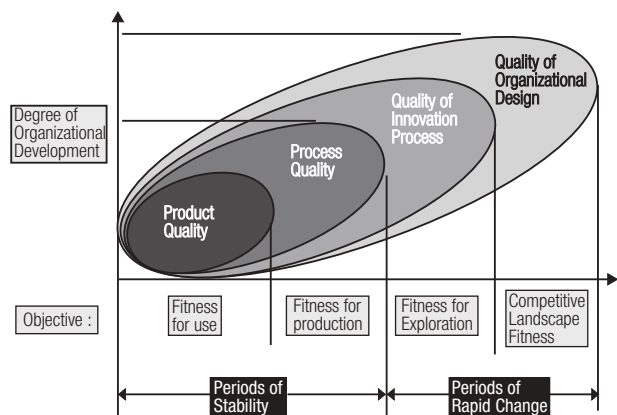 Quality of
Organizational
Design
Quality of
Innovation
Process
Degree of
Organizational
Development
Process
Quality
Product
Quality
Objective :
Fitness
for use
Fitness for
production
Fitness for
Exploration
Competitive
Landscape
Fitness
Periods of
Stability
Periods of
Rapid Change